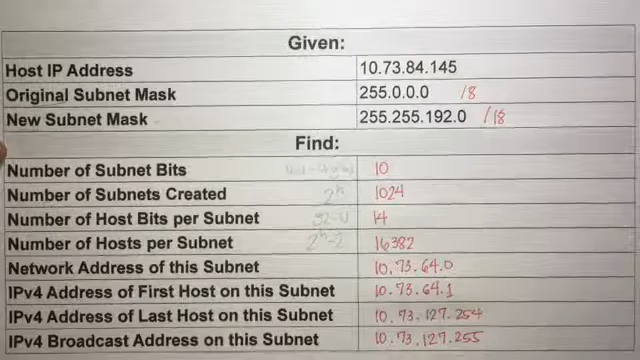 Given:
Host IP Address 10.73.84.145
Original Subnet Mask 255.0.0.0 /8
New Subnet Mask 255.255.192.0 /18
Find:
Number of Subnet Bits 10
Number of Subnets Created 2^n 1024
Number of Host Bits per Subnet 14
Number of Hosts per Subnet 2^n-2 16382
Network Address of this Subnet 10.73.64.0
IPv4 Address of First Host on this Subnet 10.73.64.1
IPv4 Address of Last Host on this Subnet 10.73.127.254
IPv4 Broadcast Address on this Subnet 10.73.127.255